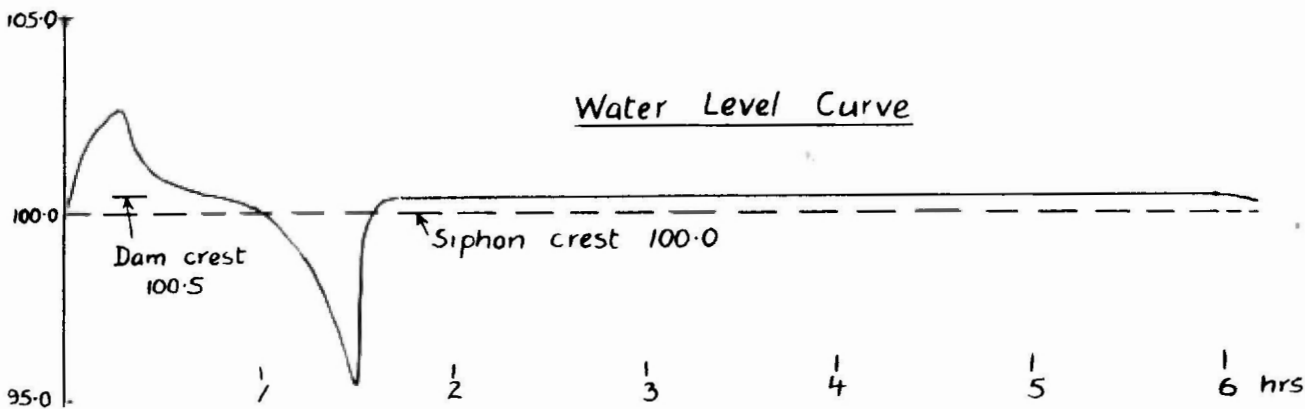 105.0
Water Level Curve
100.0
Dam crest
100.5
Siphon crest 100.0
95.0
1 2 3 4 5 6 hrs